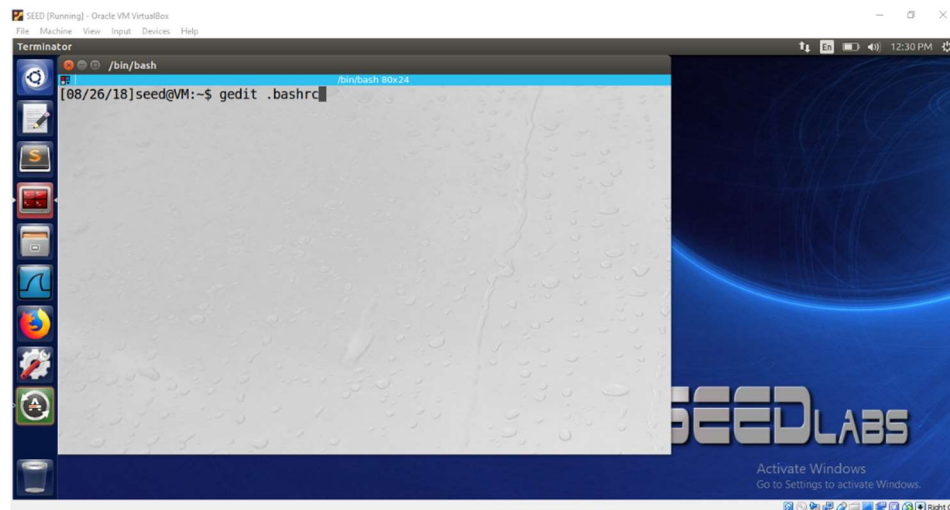 SEED [Running] - Oracle VM VirtualBox
File Machine View Input Devices Help
Terminator
En
12:30 PM
/bin/bash
/bin/bash 80x24
[08/26/18]seed@VM:~$ gedit .bashrc
S
A
SEEDLABS
Activate Windows
Go to Settings to activate Windows.
Right